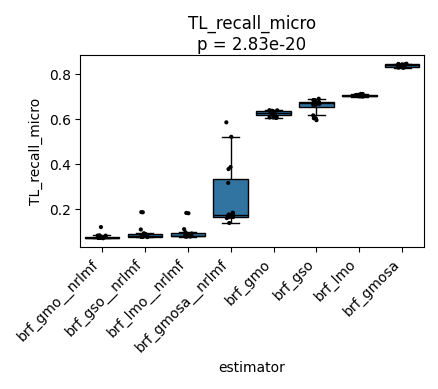 TL_recall_micro
p = 2.83e-20
TL_recall_micro
0.8
0.6
0.4
0.2
brf_gmo__nrlmf
brf_gso__nrlmf
brf_lmo__nrlmf
brf_gmosa__nrlmf
brf_gmo
brf_gso
brf_lmo
brf_gmosa
estimator